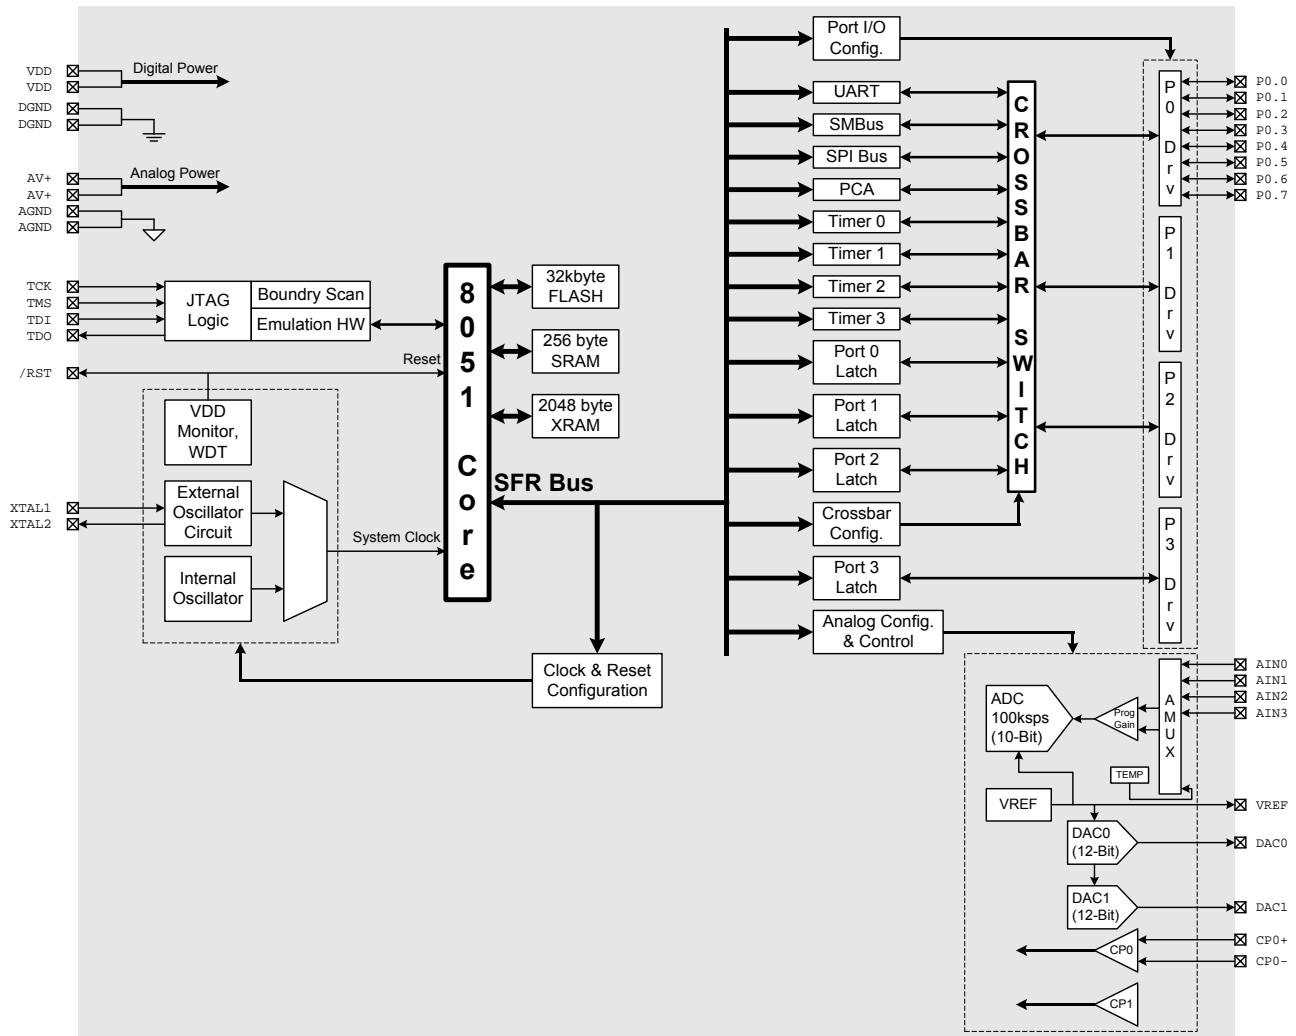 VDD
VDD
Digital Power
DGND
DGND
AV+
AV+
Analog Power
AGND
AGND
TCK
TMS
TDI
TDO
JTAG
Logic
Boundry Scan
Emulation HW
/RST
Reset
VDD
Monitor,
WDT
XTAL1
XTAL2
External
Oscillator
Circuit
Internal
Oscillator
System Clock
8051 Core
32kbyte
FLASH
256 byte
SRAM
2048 byte
XRAM
SFR Bus
Clock & Reset
Configuration
Port I/O
Config.
UART
SMBus
SPI Bus
PCA
Timer 0
Timer 1
Timer 2
Timer 3
Port 0
Latch
Port 1
Latch
Port 2
Latch
Crossbar
Config.
Port 3
Latch
Analog Config.
& Control
CROSSBAR SWITCH
P0 Drv
P1 Drv
P2 Drv
P3 Drv
P0.0
P0.1
P0.2
P0.3
P0.4
P0.5
P0.6
P0.7
ADC
100ksps
(10-Bit)
Prog
Gain
AMUX
TEMP
AIN0
AIN1
AIN2
AIN3
VREF
VREF
DAC0
(12-Bit)
DAC0
DAC1
(12-Bit)
DAC1
CP0
CP0+
CP0-
CP1